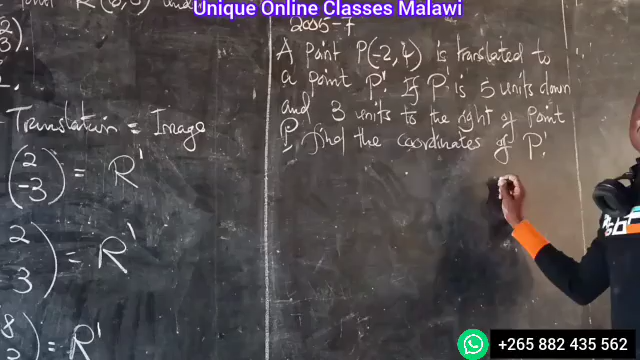 Unique Online Classes Malawi
2006-7
A point P(-2,4) is translated to
a point P'. If P' is 5 units down
and 3 units to the right of point
P, find the coordinates of P'.
Translation = Image
(2
-3) = R'
2
3) = R'
8
) = R'
+265 882 435 562